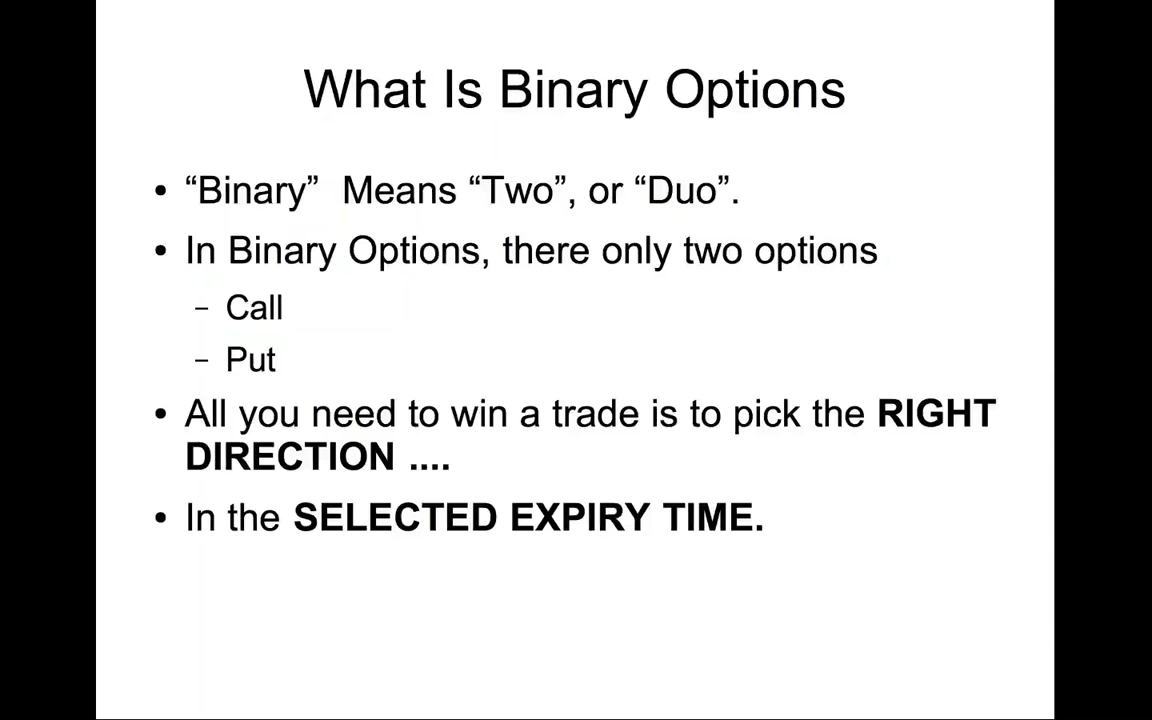 What Is Binary Options
• “Binary”  Means “Two”, or “Duo”.
• In Binary Options, there only two options
– Call
– Put
• All you need to win a trade is to pick the RIGHT
DIRECTION ....
• In the SELECTED EXPIRY TIME.